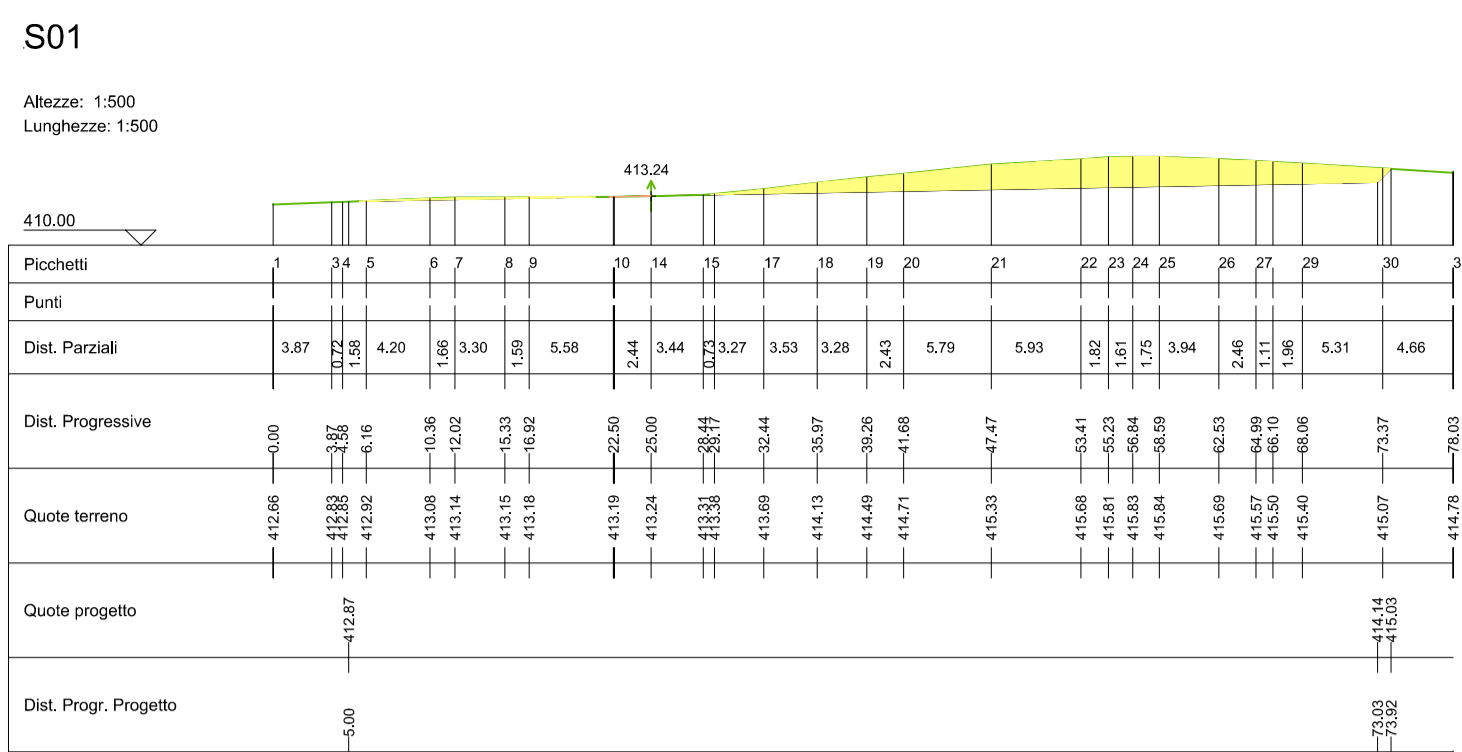 S01
Altezze: 1:500
Lunghezze: 1:500
413.24
410.00
Picchetti 1 3 4 5 6 7 8 9 10 14 15 17 18 19 20 21 22 23 24 25 26 27 29 30 3
Punti
Dist. Parziali 3.87 0.72 1.58 4.20 1.66 3.30 1.59 5.58 2.44 3.44 0.73 3.27 3.53 3.28 2.43 5.79 5.93 1.82 1.61 1.75 3.94 2.46 1.11 1.96 5.31 4.66
Dist. Progressive 0.00 3.87 4.58 6.16 10.36 12.02 15.33 16.92 22.50 25.00 28.44 29.17 32.44 35.97 39.26 41.68 47.47 53.41 55.23 56.84 58.59 62.53 64.99 66.10 68.06 73.37 78.03
Quote terreno 412.66 412.83 412.85 412.92 413.08 413.14 413.15 413.18 413.19 413.24 413.31 413.38 413.69 414.13 414.49 414.71 415.33 415.68 415.81 415.83 415.84 415.69 415.57 415.50 415.40 415.07 414.78
Quote progetto 412.87 414.14 415.03
Dist. Progr. Progetto 5.00 73.03 73.92